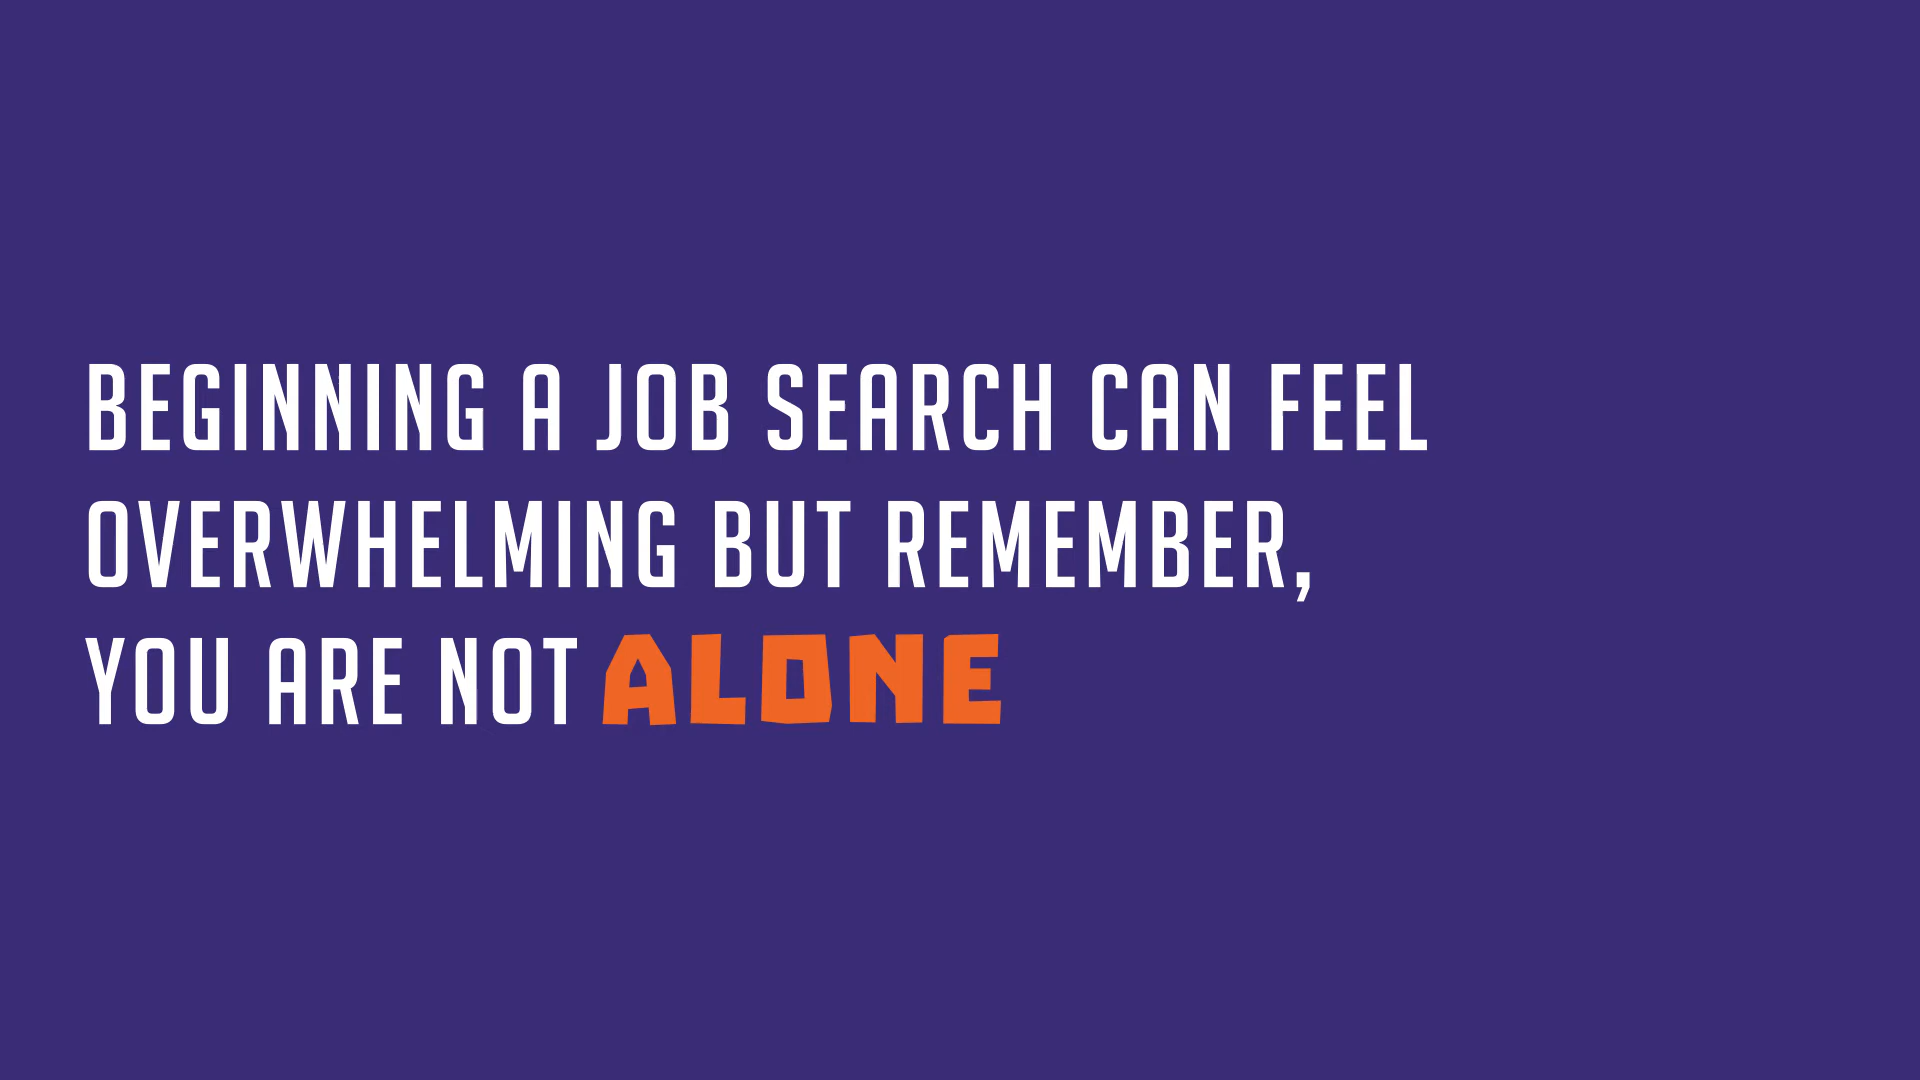 BEGINNING A JOB SEARCH CAN FEEL
OVERWHELMING BUT REMEMBER,
YOU ARE NOT ALONE